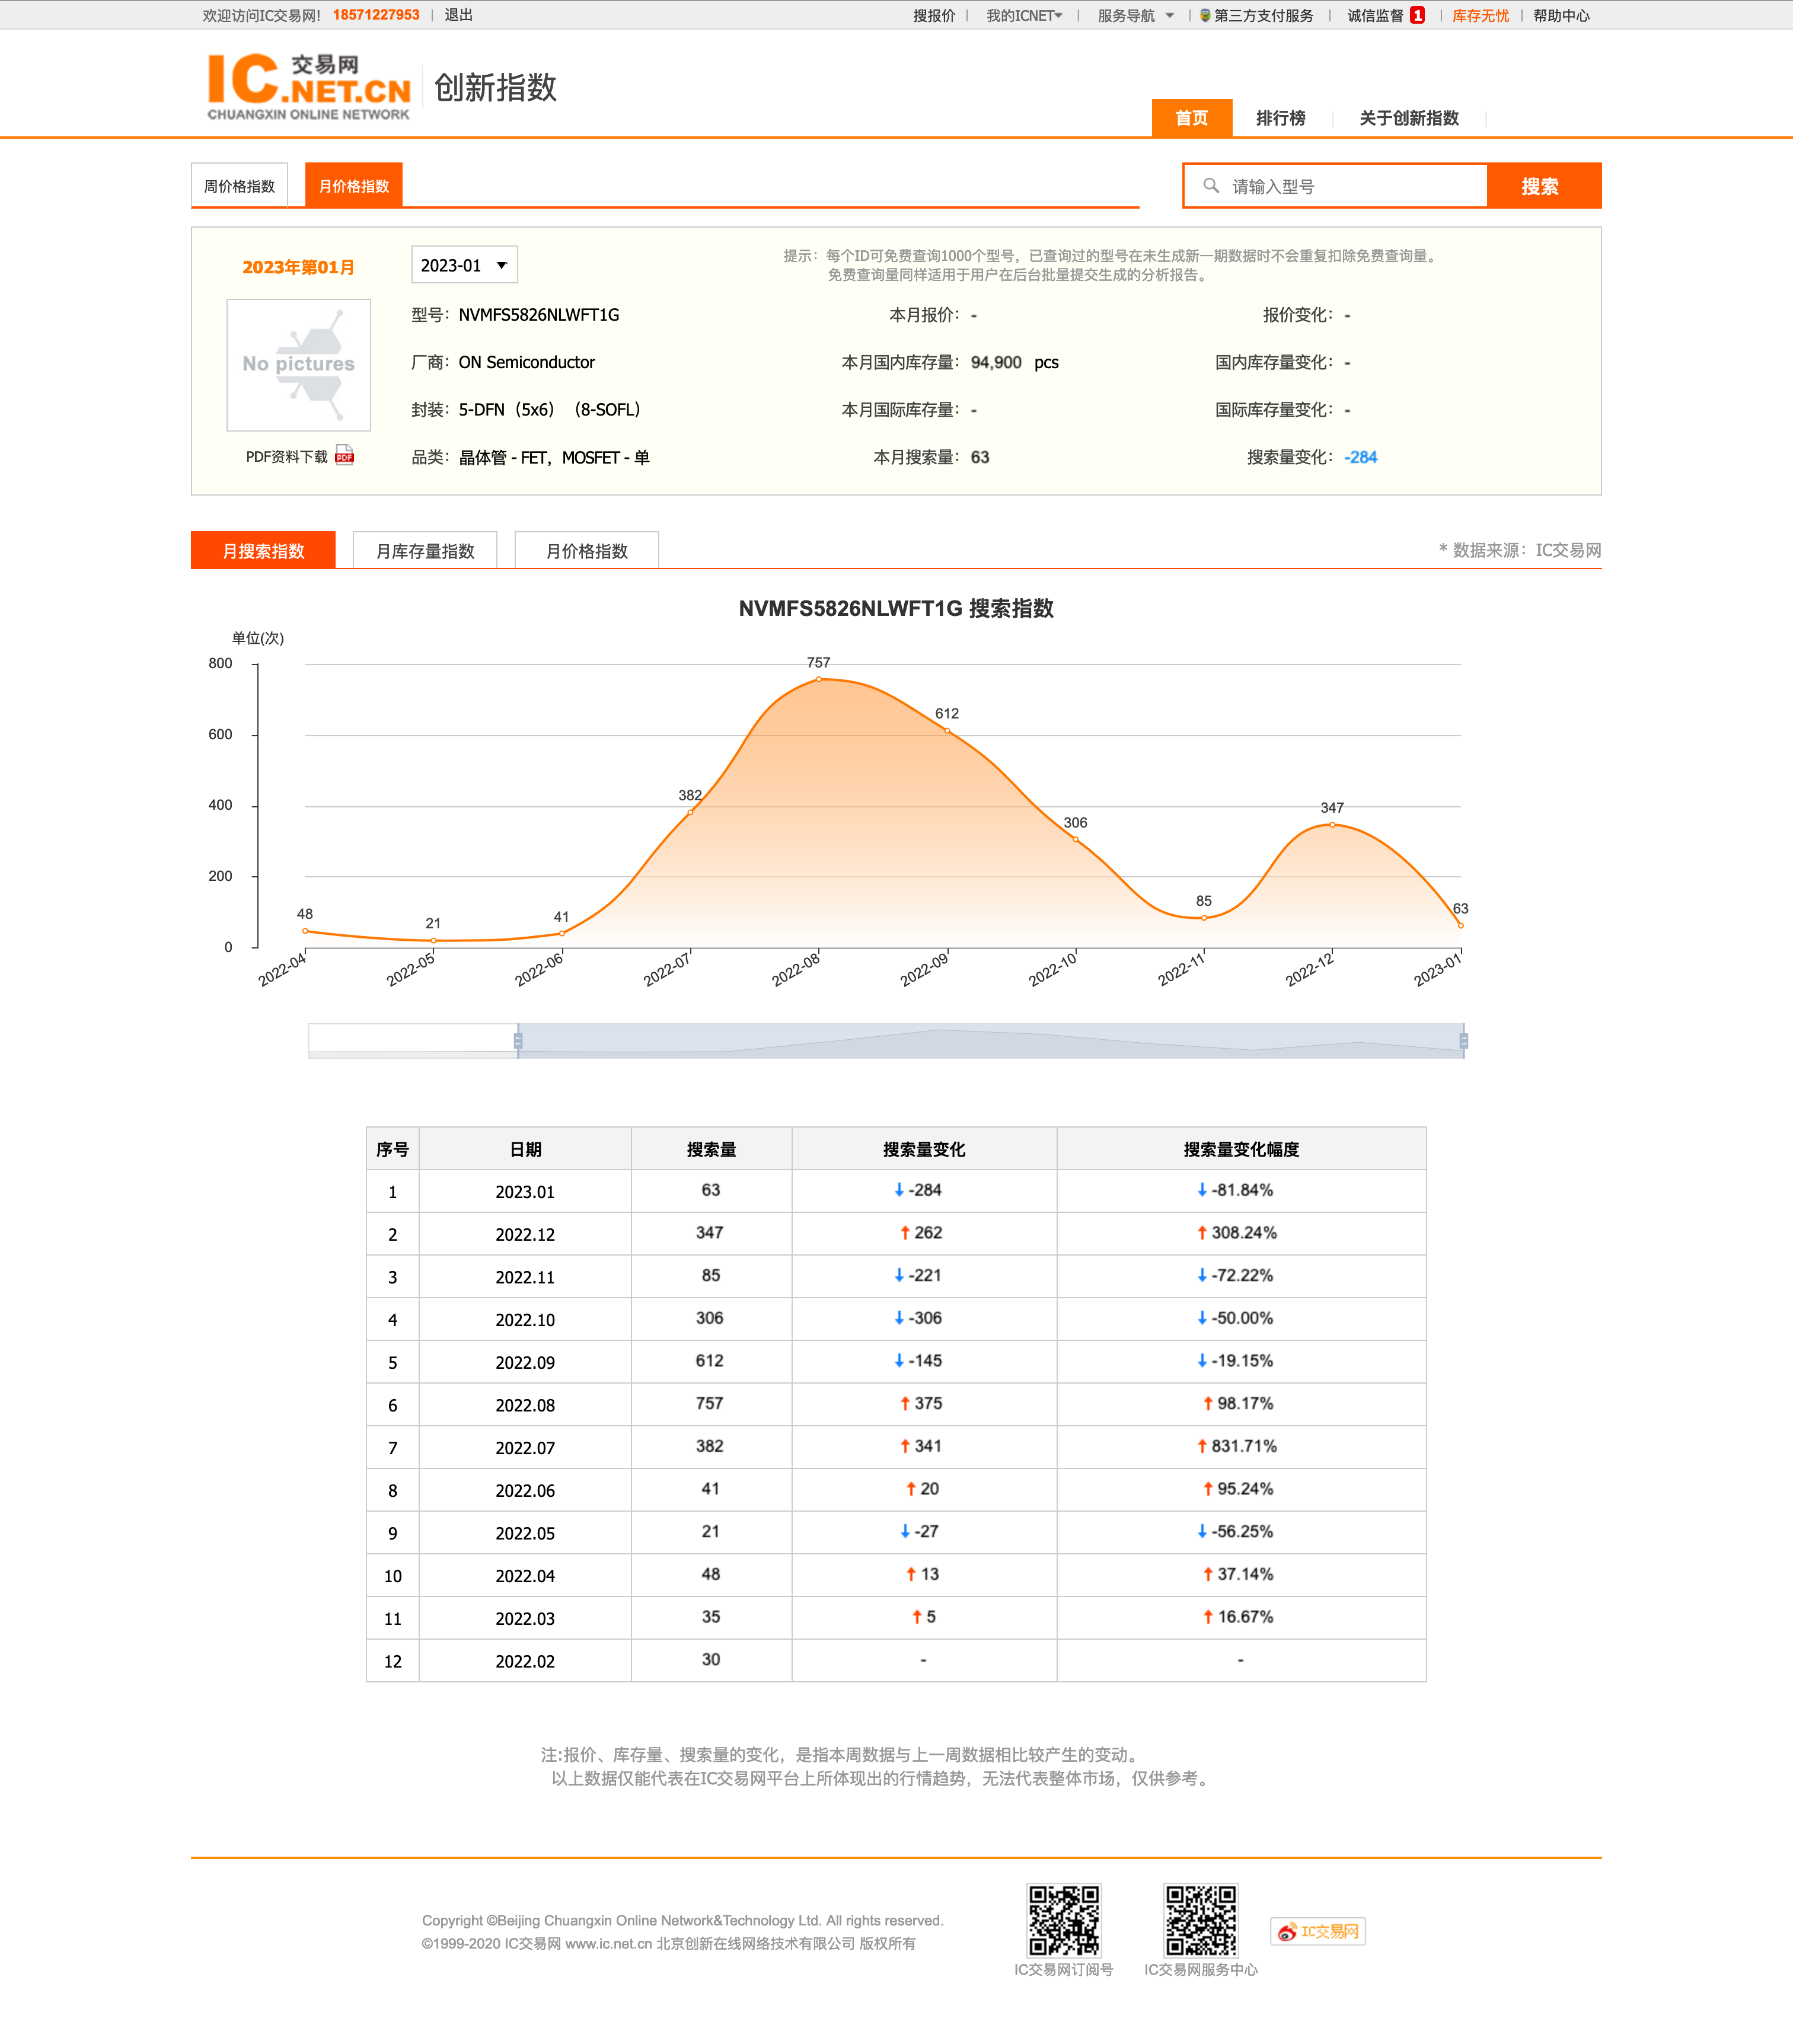 欢迎访问IC交易网! 18571227953 | 退出
搜报价 | 我的ICNET | 服务导航 | 第三方支付服务 | 诚信监督 1 | 库存无忧 | 帮助中心
IC.NET.CN 交易网
CHUANGXIN ONLINE NETWORK
创新指数
首页 排行榜 关于创新指数
周价格指数 月价格指数
请输入型号 搜索
2023年第01月 2023-01
提示：每个ID可免费查询1000个型号，已查询过的型号在未生成新一期数据时不会重复扣除免费查询量。
免费查询量同样适用于用户在后台批量提交生成的分析报告。
No pictures
PDF资料下载 PDF
型号：NVMFS5826NLWFT1G 本月报价：- 报价变化：-
厂商：ON Semiconductor 本月国内库存量：94,900 pcs 国内库存量变化：-
封装：5-DFN（5x6）（8-SOFL） 本月国际库存量：- 国际库存量变化：-
品类：晶体管 - FET，MOSFET - 单 本月搜索量：63 搜索量变化：-284
月搜索指数 月库存量指数 月价格指数
* 数据来源：IC交易网
NVMFS5826NLWFT1G 搜索指数
单位(次)
800
600
400
200
0
48 21 41 382 757 612 306 85 347 63
2022-04 2022-05 2022-06 2022-07 2022-08 2022-09 2022-10 2022-11 2022-12 2023-01
序号 日期 搜索量 搜索量变化 搜索量变化幅度
1 2023.01 63 ↓-284 ↓-81.84%
2 2022.12 347 ↑262 ↑308.24%
3 2022.11 85 ↓-221 ↓-72.22%
4 2022.10 306 ↓-306 ↓-50.00%
5 2022.09 612 ↓-145 ↓-19.15%
6 2022.08 757 ↑375 ↑98.17%
7 2022.07 382 ↑341 ↑831.71%
8 2022.06 41 ↑20 ↑95.24%
9 2022.05 21 ↓-27 ↓-56.25%
10 2022.04 48 ↑13 ↑37.14%
11 2022.03 35 ↑5 ↑16.67%
12 2022.02 30 - -
注:报价、库存量、搜索量的变化，是指本周数据与上一周数据相比较产生的变动。
以上数据仅能代表在IC交易网平台上所体现出的行情趋势，无法代表整体市场，仅供参考。
Copyright ©Beijing Chuangxin Online Network&Technology Ltd. All rights reserved.
©1999-2020 IC交易网 www.ic.net.cn 北京创新在线网络技术有限公司 版权所有
IC交易网订阅号
IC交易网服务中心
IC交易网